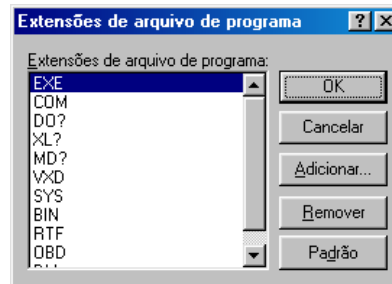 Extensões de arquivo de programa
Extensões de arquivo de programa:
EXE
COM
DO?
XL?
MD?
VXD
SYS
BIN
RTF
OBD
OK
Cancelar
Adicionar...
Remover
Padrão